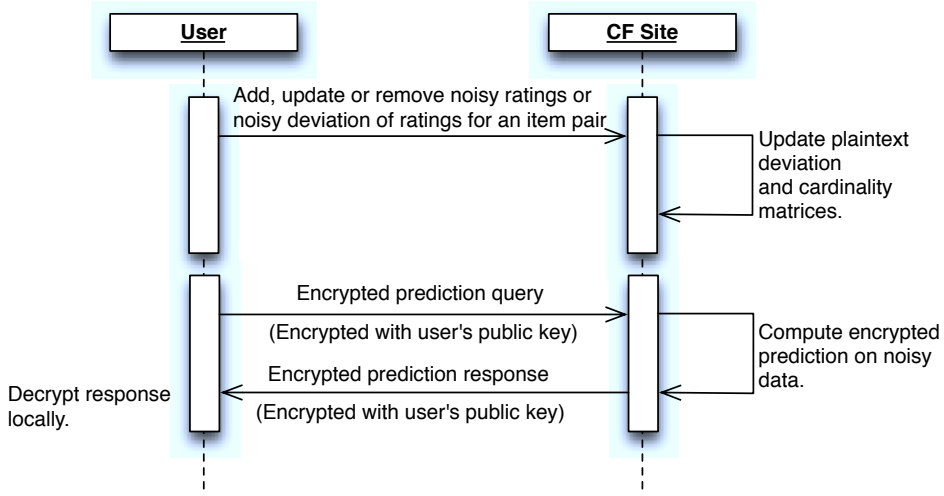 User
CF Site
Add, update or remove noisy ratings or
noisy deviation of ratings for an item pair
Update plaintext
deviation
and cardinality
matrices.
Encrypted prediction query
(Encrypted with user's public key)
Compute encrypted
prediction on noisy
data.
Encrypted prediction response
(Encrypted with user's public key)
Decrypt response
locally.